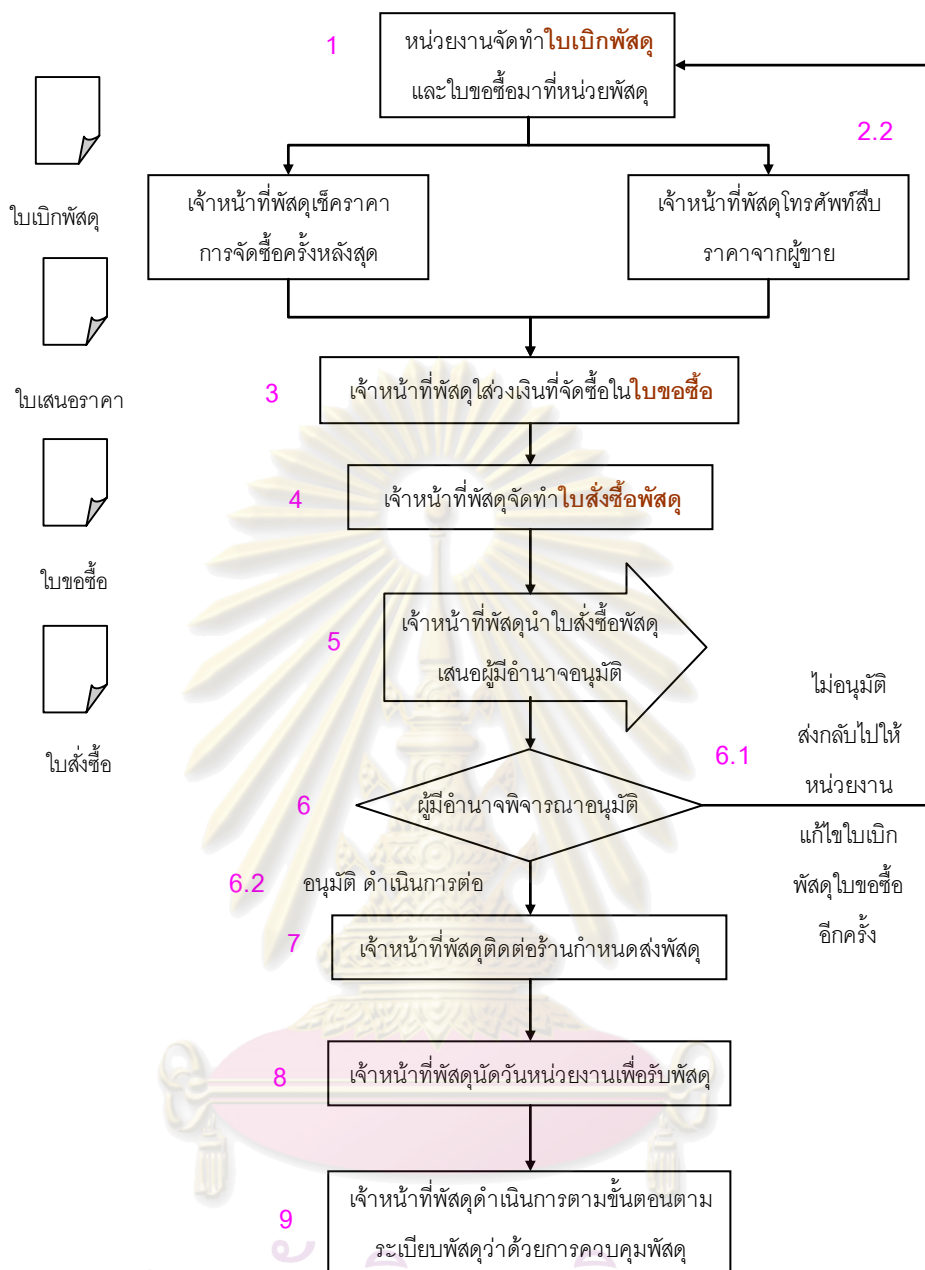 1
หน่วยงานจัดทำใบเบิกพัสดุ
และใบขอซื้อมาที่หน่วยพัสดุ
2.2
ใบเบิกพัสดุ
เจ้าหน้าที่พัสดุเช็คราคา
การจัดซื้อครั้งหลังสุด
เจ้าหน้าที่พัสดุโทรศัพท์สืบ
ราคาจากผู้ขาย
ใบเสนอราคา
3
เจ้าหน้าที่พัสดุใส่วงเงินที่จัดซื้อในใบขอซื้อ
4
เจ้าหน้าที่พัสดุจัดทำใบสั่งซื้อพัสดุ
ใบขอซื้อ
5
เจ้าหน้าที่พัสดุนำใบสั่งซื้อพัสดุ
เสนอผู้มีอำนาจอนุมัติ
ใบสั่งซื้อ
6
ผู้มีอำนาจพิจารณาอนุมัติ
6.1
ไม่อนุมัติ
ส่งกลับไปให้
หน่วยงาน
แก้ไขใบเบิก
พัสดุใบขอซื้อ
อีกครั้ง
6.2
อนุมัติ ดำเนินการต่อ
7
เจ้าหน้าที่พัสดุติดต่อร้านกำหนดส่งพัสดุ
8
เจ้าหน้าที่พัสดุนัดวันหน่วยงานเพื่อรับพัสดุ
9
เจ้าหน้าที่พัสดุดำเนินการตามขั้นตอนตาม
ระเบียบพัสดุว่าด้วยการควบคุมพัสดุ